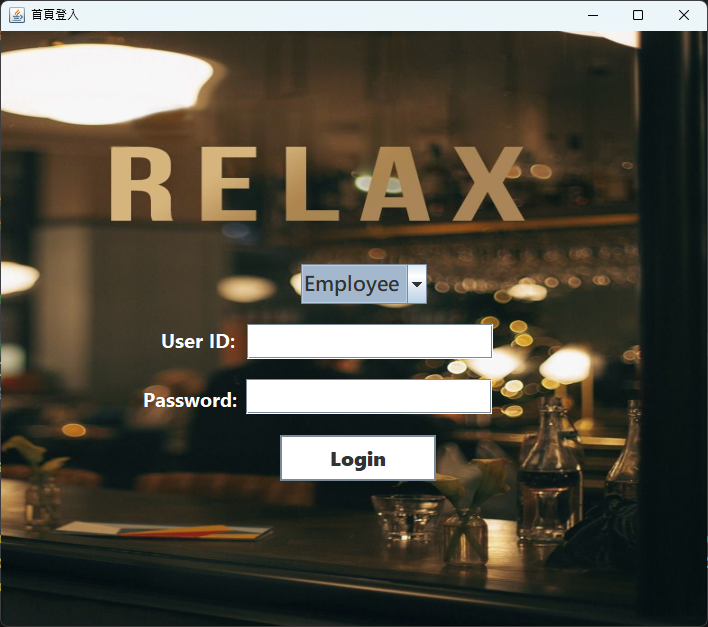 首頁登入
RELAX
Employee
User ID:
Password:
Login